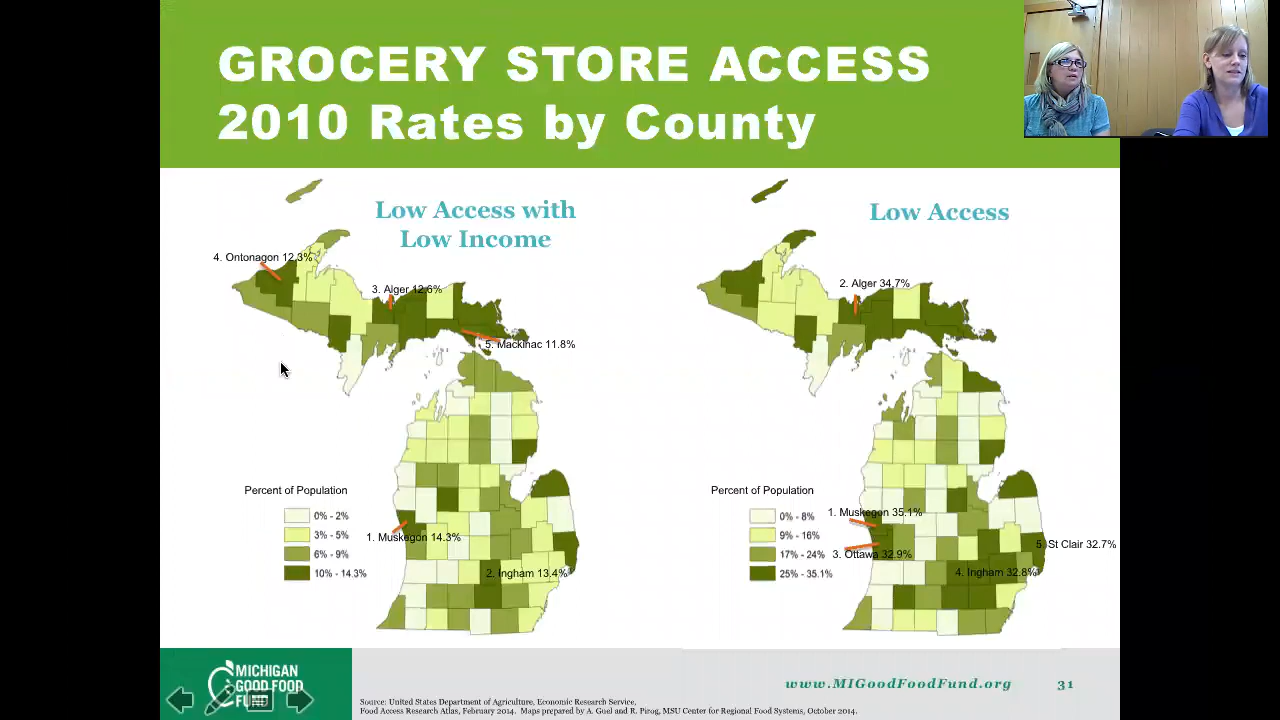 GROCERY STORE ACCESS
2010 Rates by County
Low Access with
Low Income
4. Ontonagon 12.3%
3. Alger 12.6%
5. Mackinac 11.8%
Percent of Population
0% - 2%
3% - 5%
6% - 9%
10% - 14.3%
1. Muskegon 14.3%
2. Ingham 13.4%
Low Access
2. Alger 34.7%
Percent of Population
0% - 8%
9% - 16%
17% - 24%
25% - 35.1%
1. Muskegon 35.1%
3. Ottawa 32.9%
5. St Clair 32.7%
4. Ingham 32.8%
MICHIGAN
GOOD FOOD
FUND
Source: United States Department of Agriculture, Economic Research Service.
Food Access Research Atlas, February 2014. Maps prepared by A. Guel and R. Pirog, MSU Center for Regional Food Systems, October 2014.
www.MIGoodFoodFund.org
31